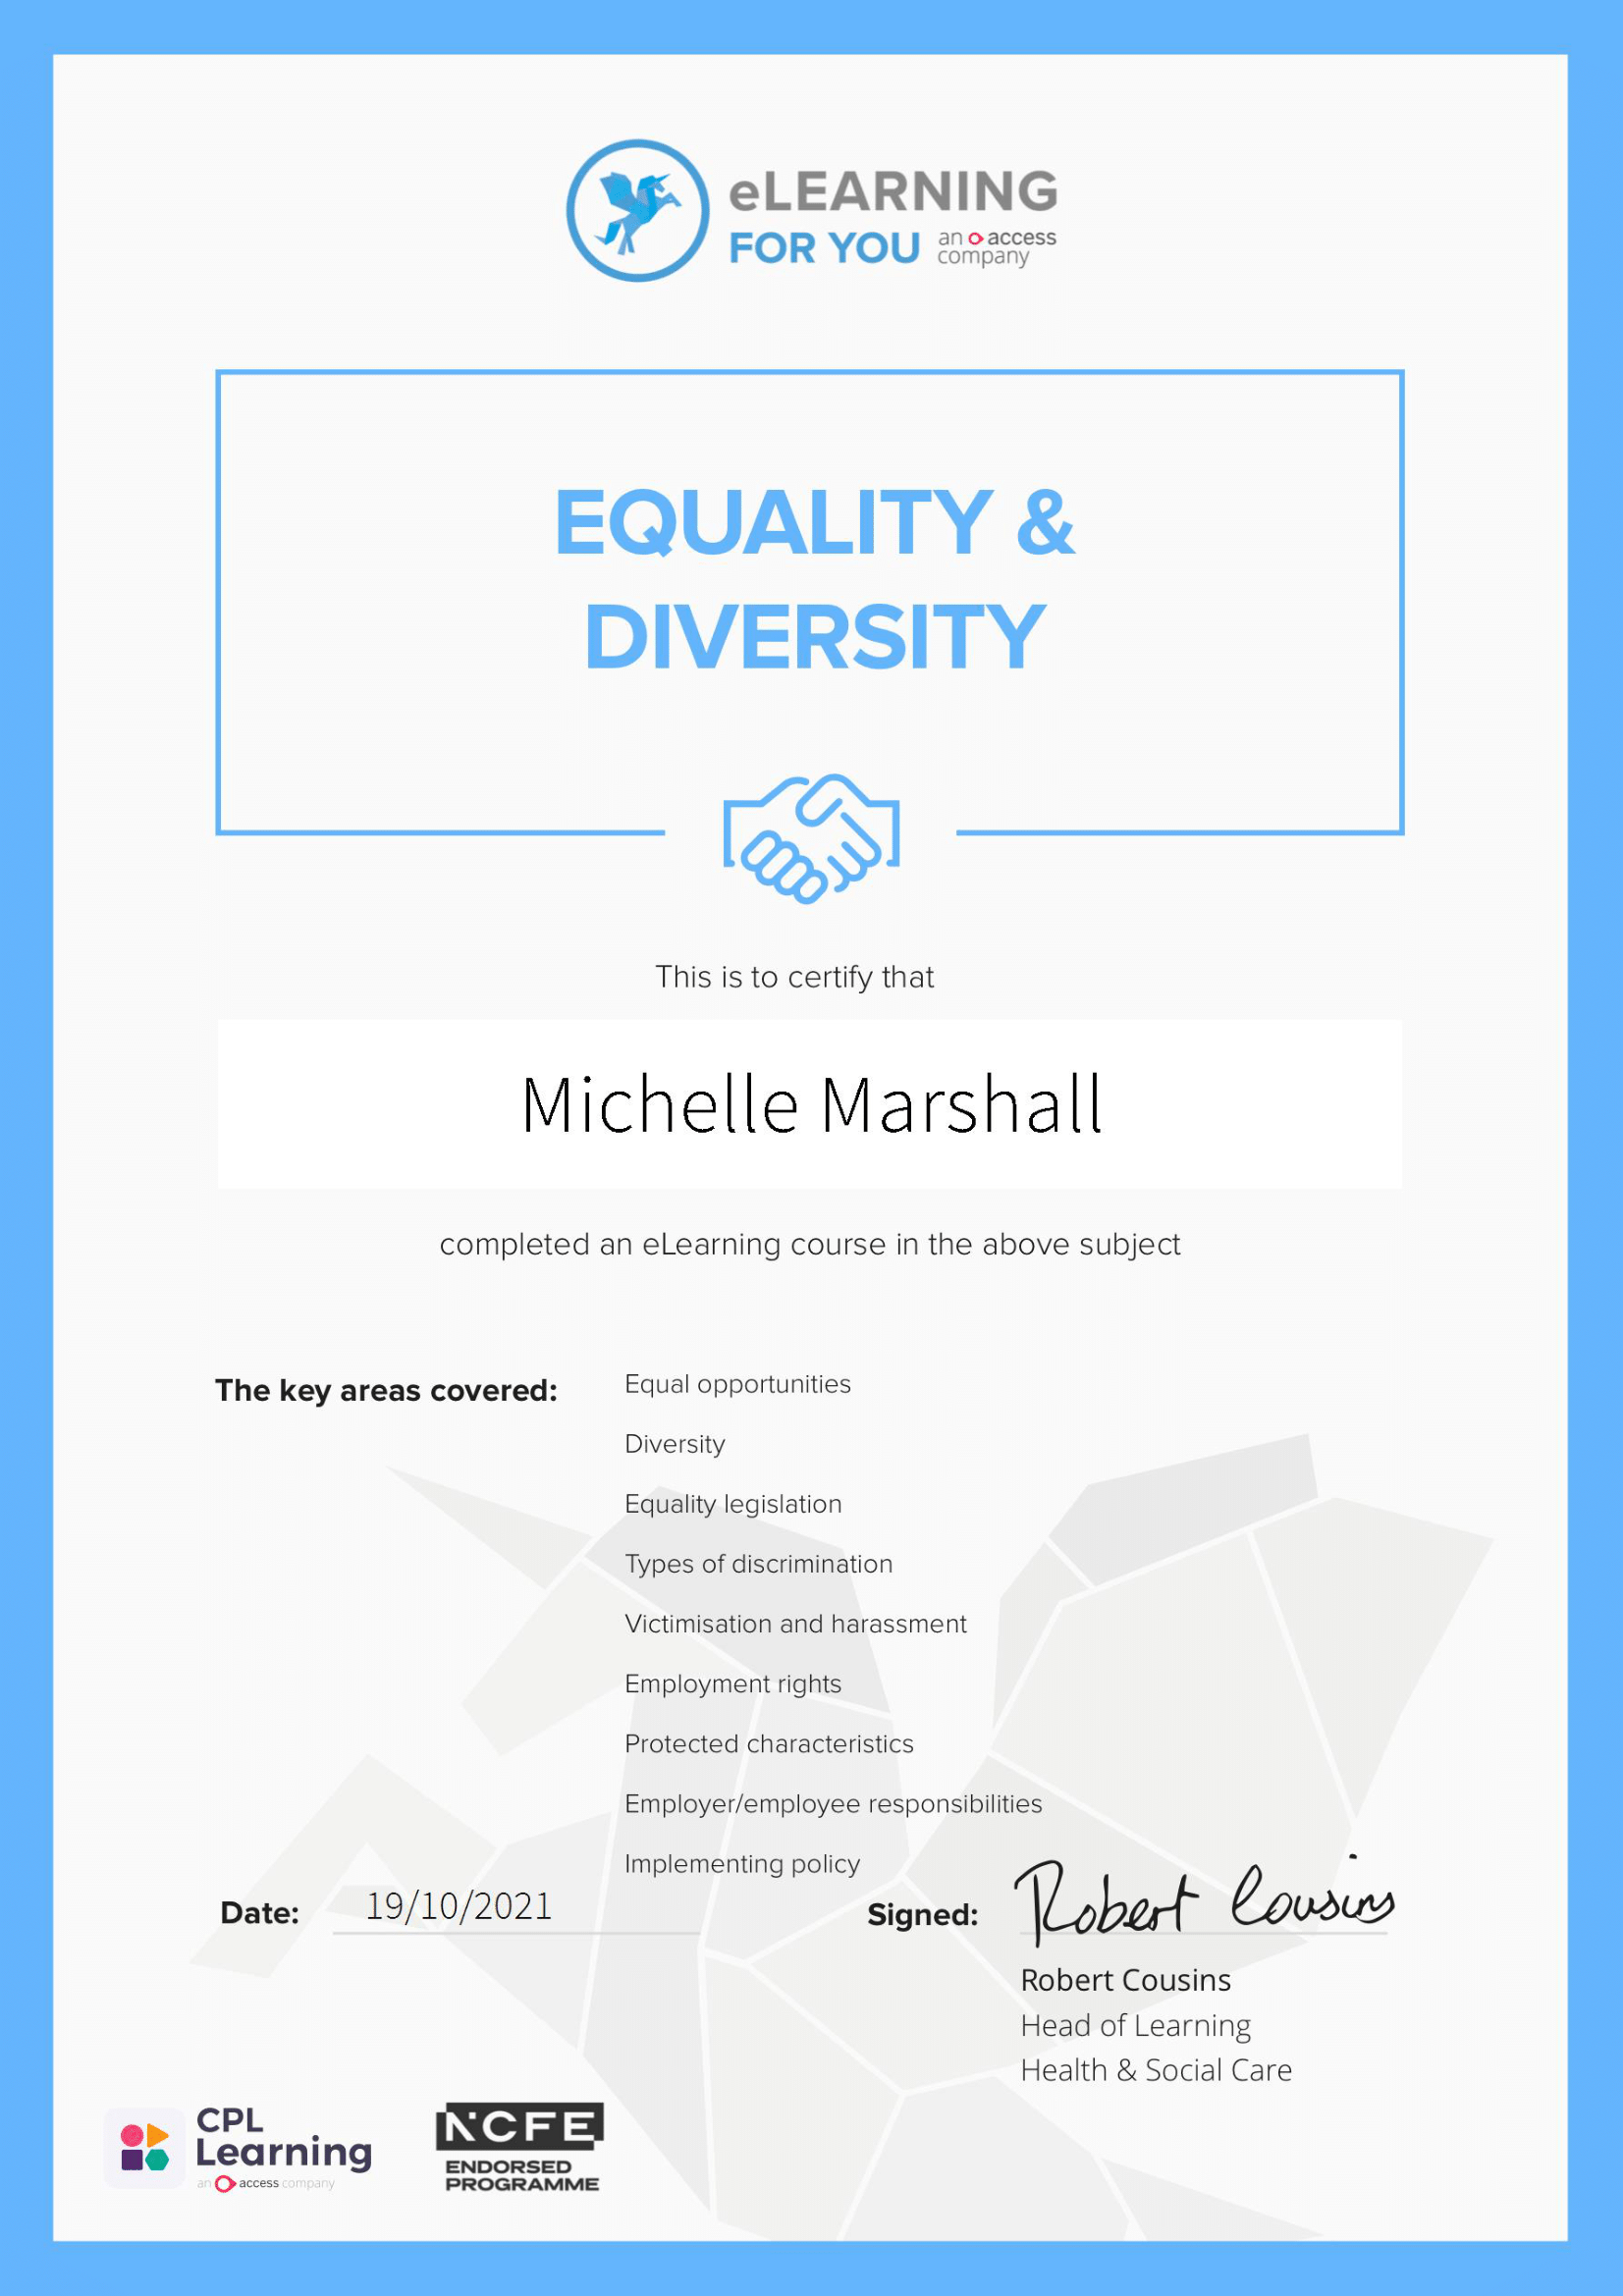 eLEARNING
FOR YOU an access company
EQUALITY &
DIVERSITY
This is to certify that
Michelle Marshall
completed an eLearning course in the above subject
The key areas covered:
Equal opportunities
Diversity
Equality legislation
Types of discrimination
Victimisation and harassment
Employment rights
Protected characteristics
Employer/employee responsibilities
Implementing policy
Date: 19/10/2021
Signed: Robert Cousins
Robert Cousins
Head of Learning
Health & Social Care
CPL
Learning
an access company
NCFE
ENDORSED
PROGRAMME